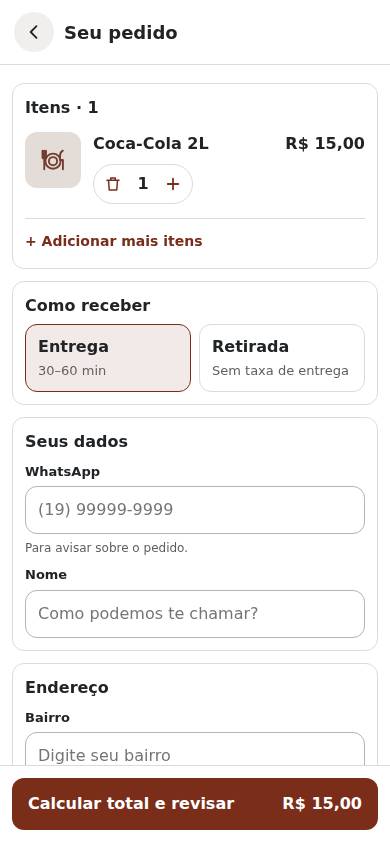 Seu pedido
Itens · 1
Coca-Cola 2L
R$ 15,00
1
+ Adicionar mais itens
Como receber
Entrega
30–60 min
Retirada
Sem taxa de entrega
Seus dados
WhatsApp
(19) 99999-9999
Para avisar sobre o pedido.
Nome
Como podemos te chamar?
Endereço
Bairro
Digite seu bairro
Calcular total e revisar
R$ 15,00